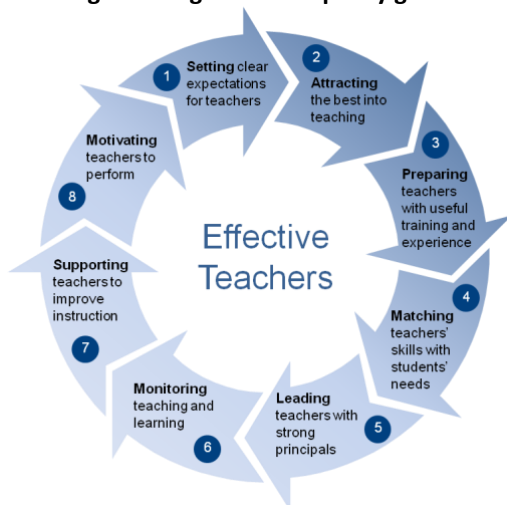 1
Setting clear
expectations
for teachers
2
Attracting
the best into
teaching
3
Preparing
teachers
with useful
training and
experience
4
Matching
teachers'
skills with
students'
needs
5
Leading
teachers with
strong
principals
6
Monitoring
teaching and
learning
7
Supporting
teachers to
improve
instruction
8
Motivating
teachers to
perform
Effective
Teachers